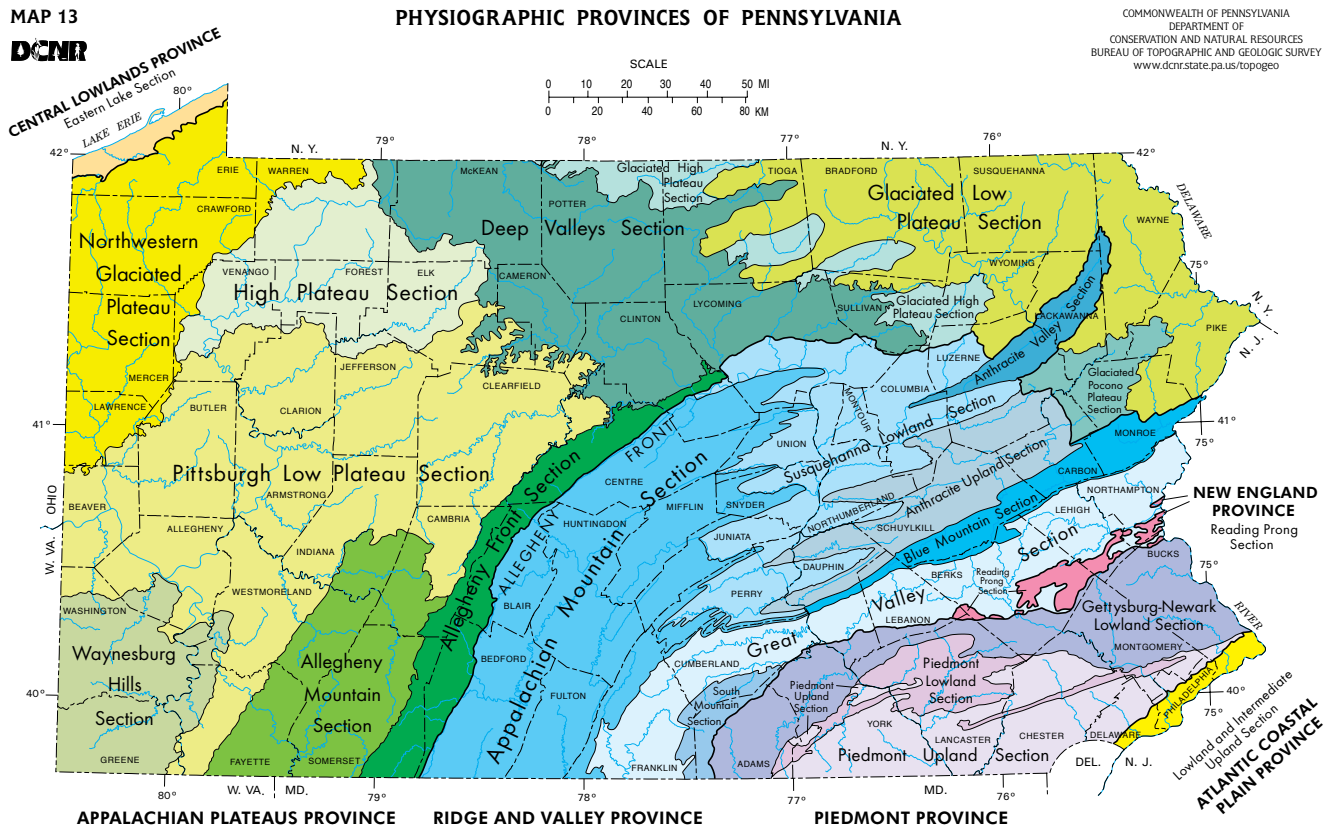 MAP 13
DCNR
PHYSIOGRAPHIC PROVINCES OF PENNSYLVANIA
COMMONWEALTH OF PENNSYLVANIA
DEPARTMENT OF
CONSERVATION AND NATURAL RESOURCES
BUREAU OF TOPOGRAPHIC AND GEOLOGIC SURVEY
www.dcnr.state.pa.us/topogeo
SCALE
0 10 20 30 40 50 MI
0 20 40 60 80 KM
CENTRAL LOWLANDS PROVINCE
Eastern Lake Section
80°
LAKE ERIE
42°
79°
78°
77°
76°
42°
N. Y.
N. Y.
ERIE
WARREN
McKEAN
POTTER
Glaciated High
Plateau
Section
TIOGA
BRADFORD
SUSQUEHANNA
Glaciated Low
Plateau Section
WAYNE
DELAWARE
75°
CRAWFORD
Northwestern
Glaciated
Plateau
Section
Deep Valleys Section
VENANGO
FOREST
ELK
High Plateau Section
CAMERON
CLINTON
LYCOMING
SULLIVAN
WYOMING
Glaciated High
Plateau Section
LACKAWANNA
Anthracite Valley Section
PIKE
N. Y.
N. J.
MERCER
LAWRENCE
BUTLER
CLARION
JEFFERSON
CLEARFIELD
LUZERNE
COLUMBIA
MONTOUR
Glaciated
Pocono
Plateau
Section
MONROE
41°
41°
75°
Pittsburgh Low Plateau Section
ARMSTRONG
BEAVER
ALLEGHENY
INDIANA
CAMBRIA
W. VA. OHIO
Allegheny Front Section
ALLEGHENY FRONT
CENTRE
UNION
Susquehanna Lowland Section
SNYDER
MIFFLIN
NORTHUMBERLAND
Anthracite Upland Section
SCHUYLKILL
CARBON
Blue Mountain Section
NORTHAMPTON
LEHIGH
NEW ENGLAND
PROVINCE
Reading Prong
Section
HUNTINGDON
JUNIATA
DAUPHIN
PERRY
BLAIR
Appalachian Mountain Section
BERKS
Reading
Prong
Section
LEBANON
Great Valley Section
BUCKS
75°
WASHINGTON
WESTMORELAND
Waynesburg
Hills
Section
Allegheny
Mountain
Section
BEDFORD
FULTON
CUMBERLAND
South
Mountain
Section
Piedmont
Upland
Section
Piedmont
Lowland
Section
Gettysburg-Newark
Lowland Section
MONTGOMERY
RIVER
PHILADELPHIA
40°
40°
75°
YORK
LANCASTER
CHESTER
DELAWARE
Piedmont Upland Section
GREENE
FAYETTE
SOMERSET
FRANKLIN
ADAMS
DEL.
N. J.
Lowland and Intermediate
Upland Section
ATLANTIC COASTAL
PLAIN PROVINCE
80°
W. VA.
MD.
79°
78°
77°
MD.
76°
APPALACHIAN PLATEAUS PROVINCE
RIDGE AND VALLEY PROVINCE
PIEDMONT PROVINCE